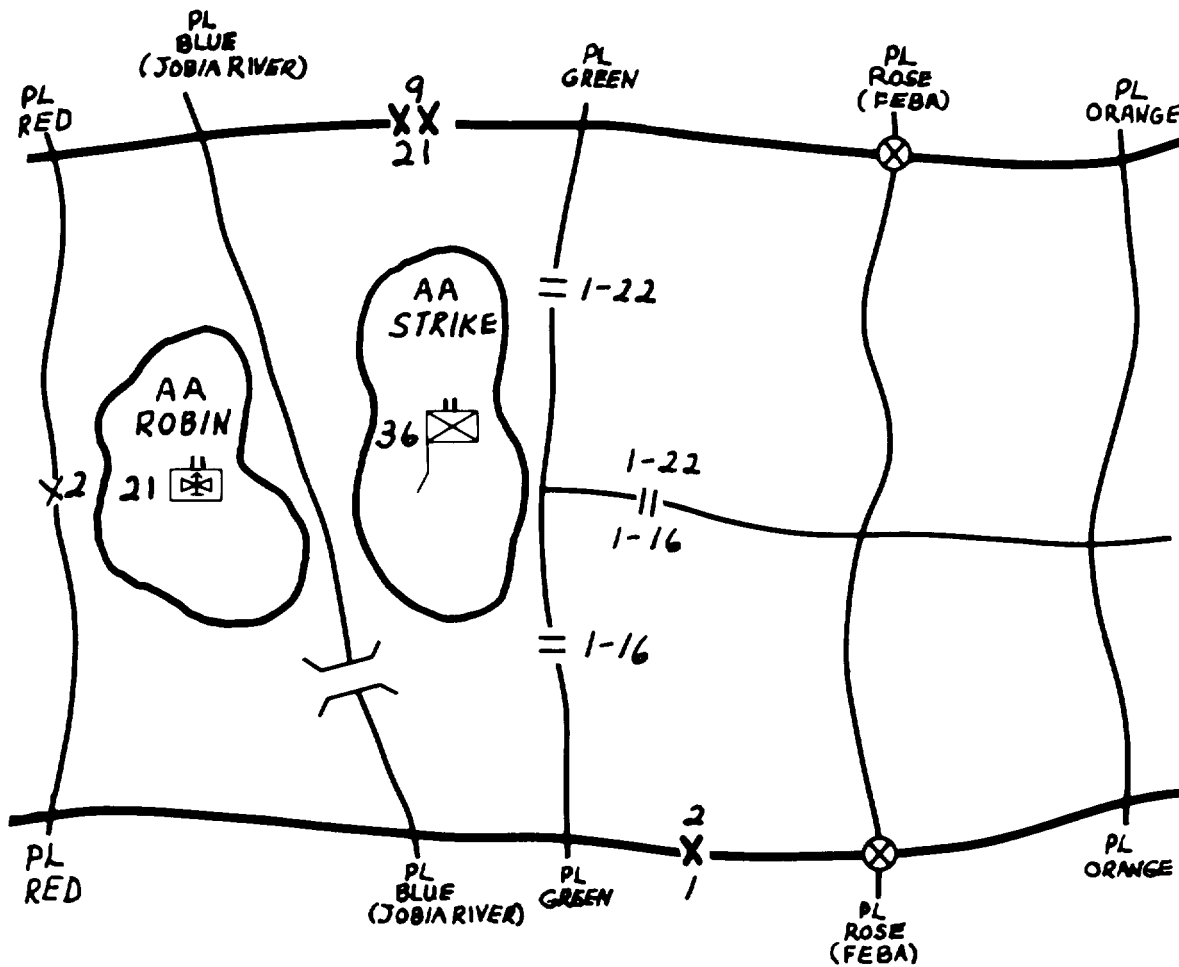 PL
BLUE
(JOBIA RIVER)
PL
RED
9
21
PL
GREEN
PL
ROSE
(FEBA)
PL
ORANGE
1-22
AA
STRIKE
36
AA
ROBIN
21
2
1-22
1-16
1-16
PL
RED
PL
BLUE
(JOBIA RIVER)
PL
GREEN
2
1
PL
ROSE
(FEBA)
PL
ORANGE